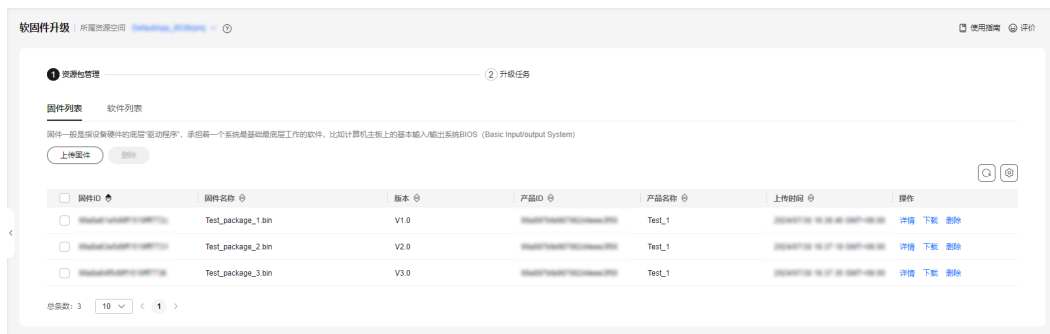 软固件升级 所属资源空间
使用指南 评价
1 资源包管理 2 升级任务
固件列表 软件列表
固件一般是指设备硬件的底层“驱动程序”，承担着一个系统最基础最底层工作的软件，比如计算机主板上的基本输入/输出系统BIOS（Basic Input/output System）
上传固件 删除
固件ID 固件名称 版本 产品ID 产品名称 上传时间 操作
Test_package_1.bin V1.0 Test_1 详情 下载 删除
Test_package_2.bin V2.0 Test_1 详情 下载 删除
Test_package_3.bin V3.0 Test_1 详情 下载 删除
总条数: 3 10 < 1 >